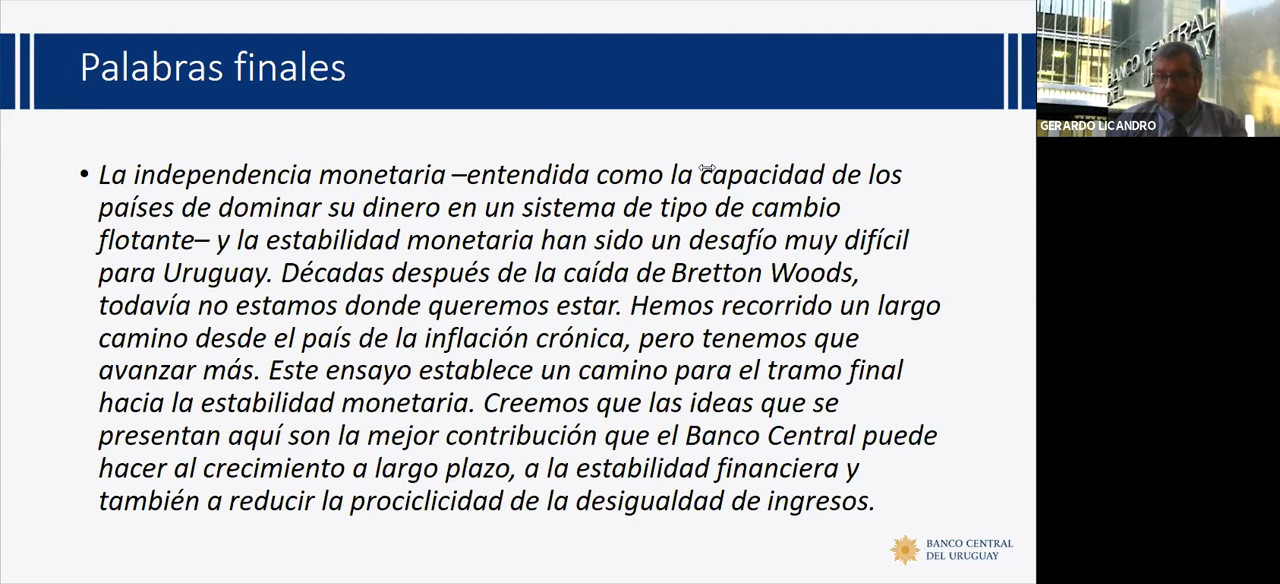 Palabras finales
• La independencia monetaria –entendida como la capacidad de los
países de dominar su dinero en un sistema de tipo de cambio
flotante– y la estabilidad monetaria han sido un desafío muy difícil
para Uruguay. Décadas después de la caída de Bretton Woods,
todavía no estamos donde queremos estar. Hemos recorrido un largo
camino desde el país de la inflación crónica, pero tenemos que
avanzar más. Este ensayo establece un camino para el tramo final
hacia la estabilidad monetaria. Creemos que las ideas que se
presentan aquí son la mejor contribución que el Banco Central puede
hacer al crecimiento a largo plazo, a la estabilidad financiera y
también a reducir la prociclicidad de la desigualdad de ingresos.
BANCO CENTRAL
DEL URUGUAY
BANCO CENTRAL
DEL URUGUAY
GERARDO LICANDRO